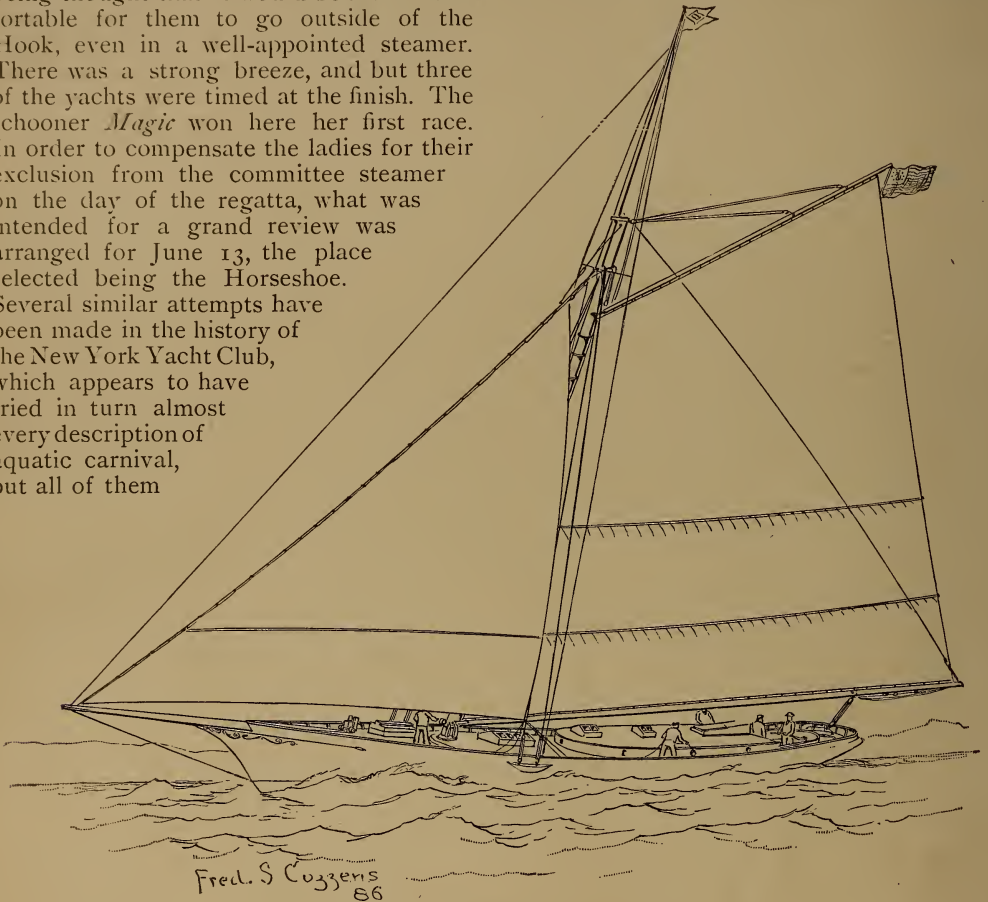 ortable for them to go outside of the
Hook, even in a well-appointed steamer.
There was a strong breeze, and but three
of the yachts were timed at the finish. The
chooner Magic won here her first race.
In order to compensate the ladies for their
exclusion from the committee steamer
on the day of the regatta, what was
ntended for a grand review was
arranged for June 13, the place
elected being the Horseshoe.
Several similar attempts have
been made in the history of
the New York Yacht Club,
which appears to have
ried in turn almost
every description of
aquatic carnival,
but all of them
Fred. S Cozzens
86